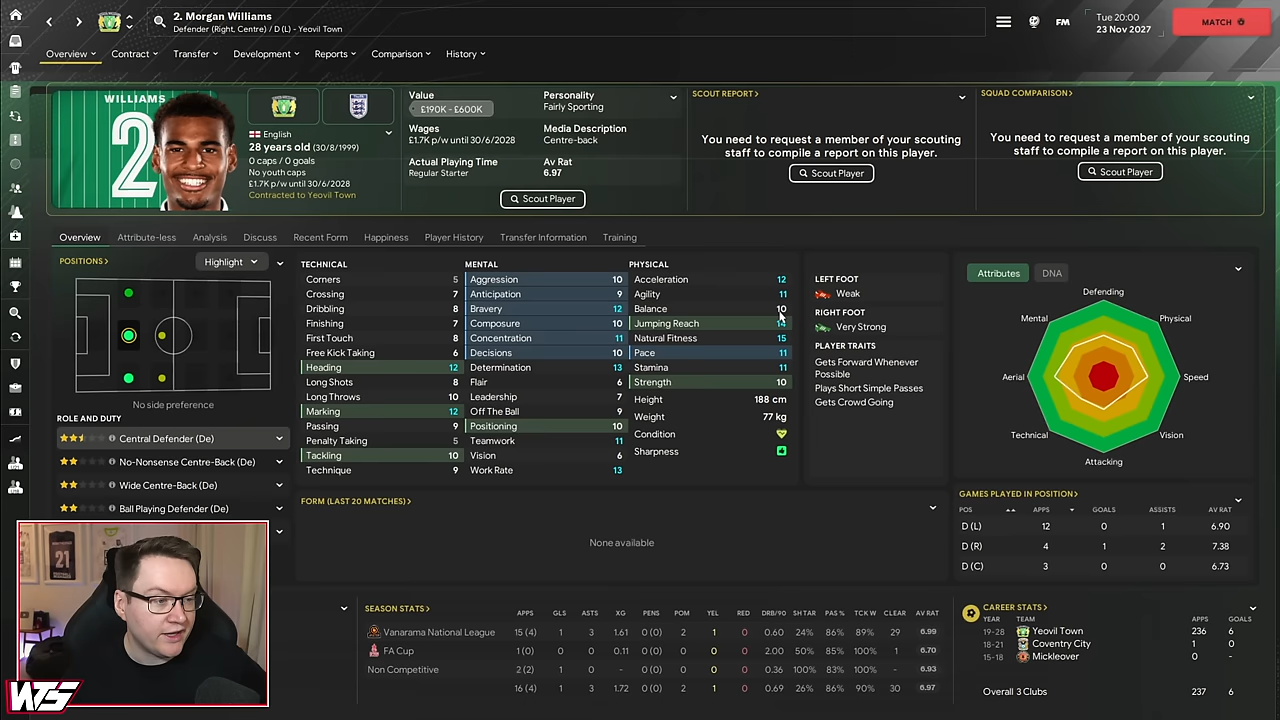 2. Morgan Williams
Defender (Right, Centre) / D (L) - Yeovil Town
FM
Tue 20:00
23 Nov 2027
MATCH
Overview
Contract
Transfer
Development
Reports
Comparison
History
WILLIAMS
2
English
28 years old (30/8/1999)
0 caps / 0 goals
No youth caps
£1.7K p/w until 30/6/2028
Contracted to Yeovil Town
Value
£190K - £600K
Wages
£1.7K p/w until 30/6/2028
Actual Playing Time
Regular Starter
Personality
Fairly Sporting
Media Description
Centre-back
Av Rat
6.97
Scout Player
SCOUT REPORT >
You need to request a member of your scouting
staff to compile a report on this player.
Scout Player
SQUAD COMPARISON >
You need to request a member of your scouting
staff to compile a report on this player.
Scout Player
Overview
Attribute-less
Analysis
Discuss
Recent Form
Happiness
Player History
Transfer Information
Training
POSITIONS >
Highlight
No side preference
ROLE AND DUTY
Central Defender (De)
No-Nonsense Centre-Back (De)
Wide Centre-Back (De)
Ball Playing Defender (De)
TECHNICAL
Corners 5
Crossing 7
Dribbling 8
Finishing 7
First Touch 8
Free Kick Taking 6
Heading 12
Long Shots 8
Long Throws 10
Marking 12
Passing 9
Penalty Taking 5
Tackling 10
Technique 9
MENTAL
Aggression 10
Anticipation 9
Bravery 12
Composure 10
Concentration 11
Decisions 10
Determination 13
Flair 6
Leadership 7
Off The Ball 9
Positioning 10
Teamwork 11
Vision 6
Work Rate 13
PHYSICAL
Acceleration 12
Agility 11
Balance 10
Jumping Reach 14
Natural Fitness 15
Pace 11
Stamina 11
Strength 10
Height 188 cm
Weight 77 kg
Condition
Sharpness
LEFT FOOT
Weak
RIGHT FOOT
Very Strong
PLAYER TRAITS
Gets Forward Whenever
Possible
Plays Short Simple Passes
Gets Crowd Going
Attributes
DNA
Defending
Physical
Speed
Vision
Attacking
Technical
Aerial
Mental
FORM (LAST 20 MATCHES) >
None available
GAMES PLAYED IN POSITION >
POS APPS GOALS ASSISTS AV RAT
D (L) 12 0 1 6.90
D (R) 4 1 2 7.38
D (C) 3 0 0 6.73
21
SEASON STATS >
APPS GLS ASTS XG PENS POM YEL RED DRB/90 SH TAR PAS % TCK W CLEAR AV RAT
Vanarama National League 15 (4) 1 3 1.61 0 (0) 2 1 0 0.60 24% 86% 89% 29 6.99
FA Cup 1 (0) 0 0 0.11 0 (0) 0 0 0 2.00 50% 85% 100% 1 6.70
Non Competitive 2 (2) 1 0 - 0 (0) 0 0 0 0.36 100% 83% 100% - 6.93
16 (4) 1 3 1.72 0 (0) 2 1 0 0.69 26% 86% 90% 30 6.97
CAREER STATS >
YEAR TEAM APPS GOALS
19-28 Yeovil Town 236 6
18-21 Coventry City 1 0
15-18 Mickleover 0 -
Overall 3 Clubs 237 6
WTS